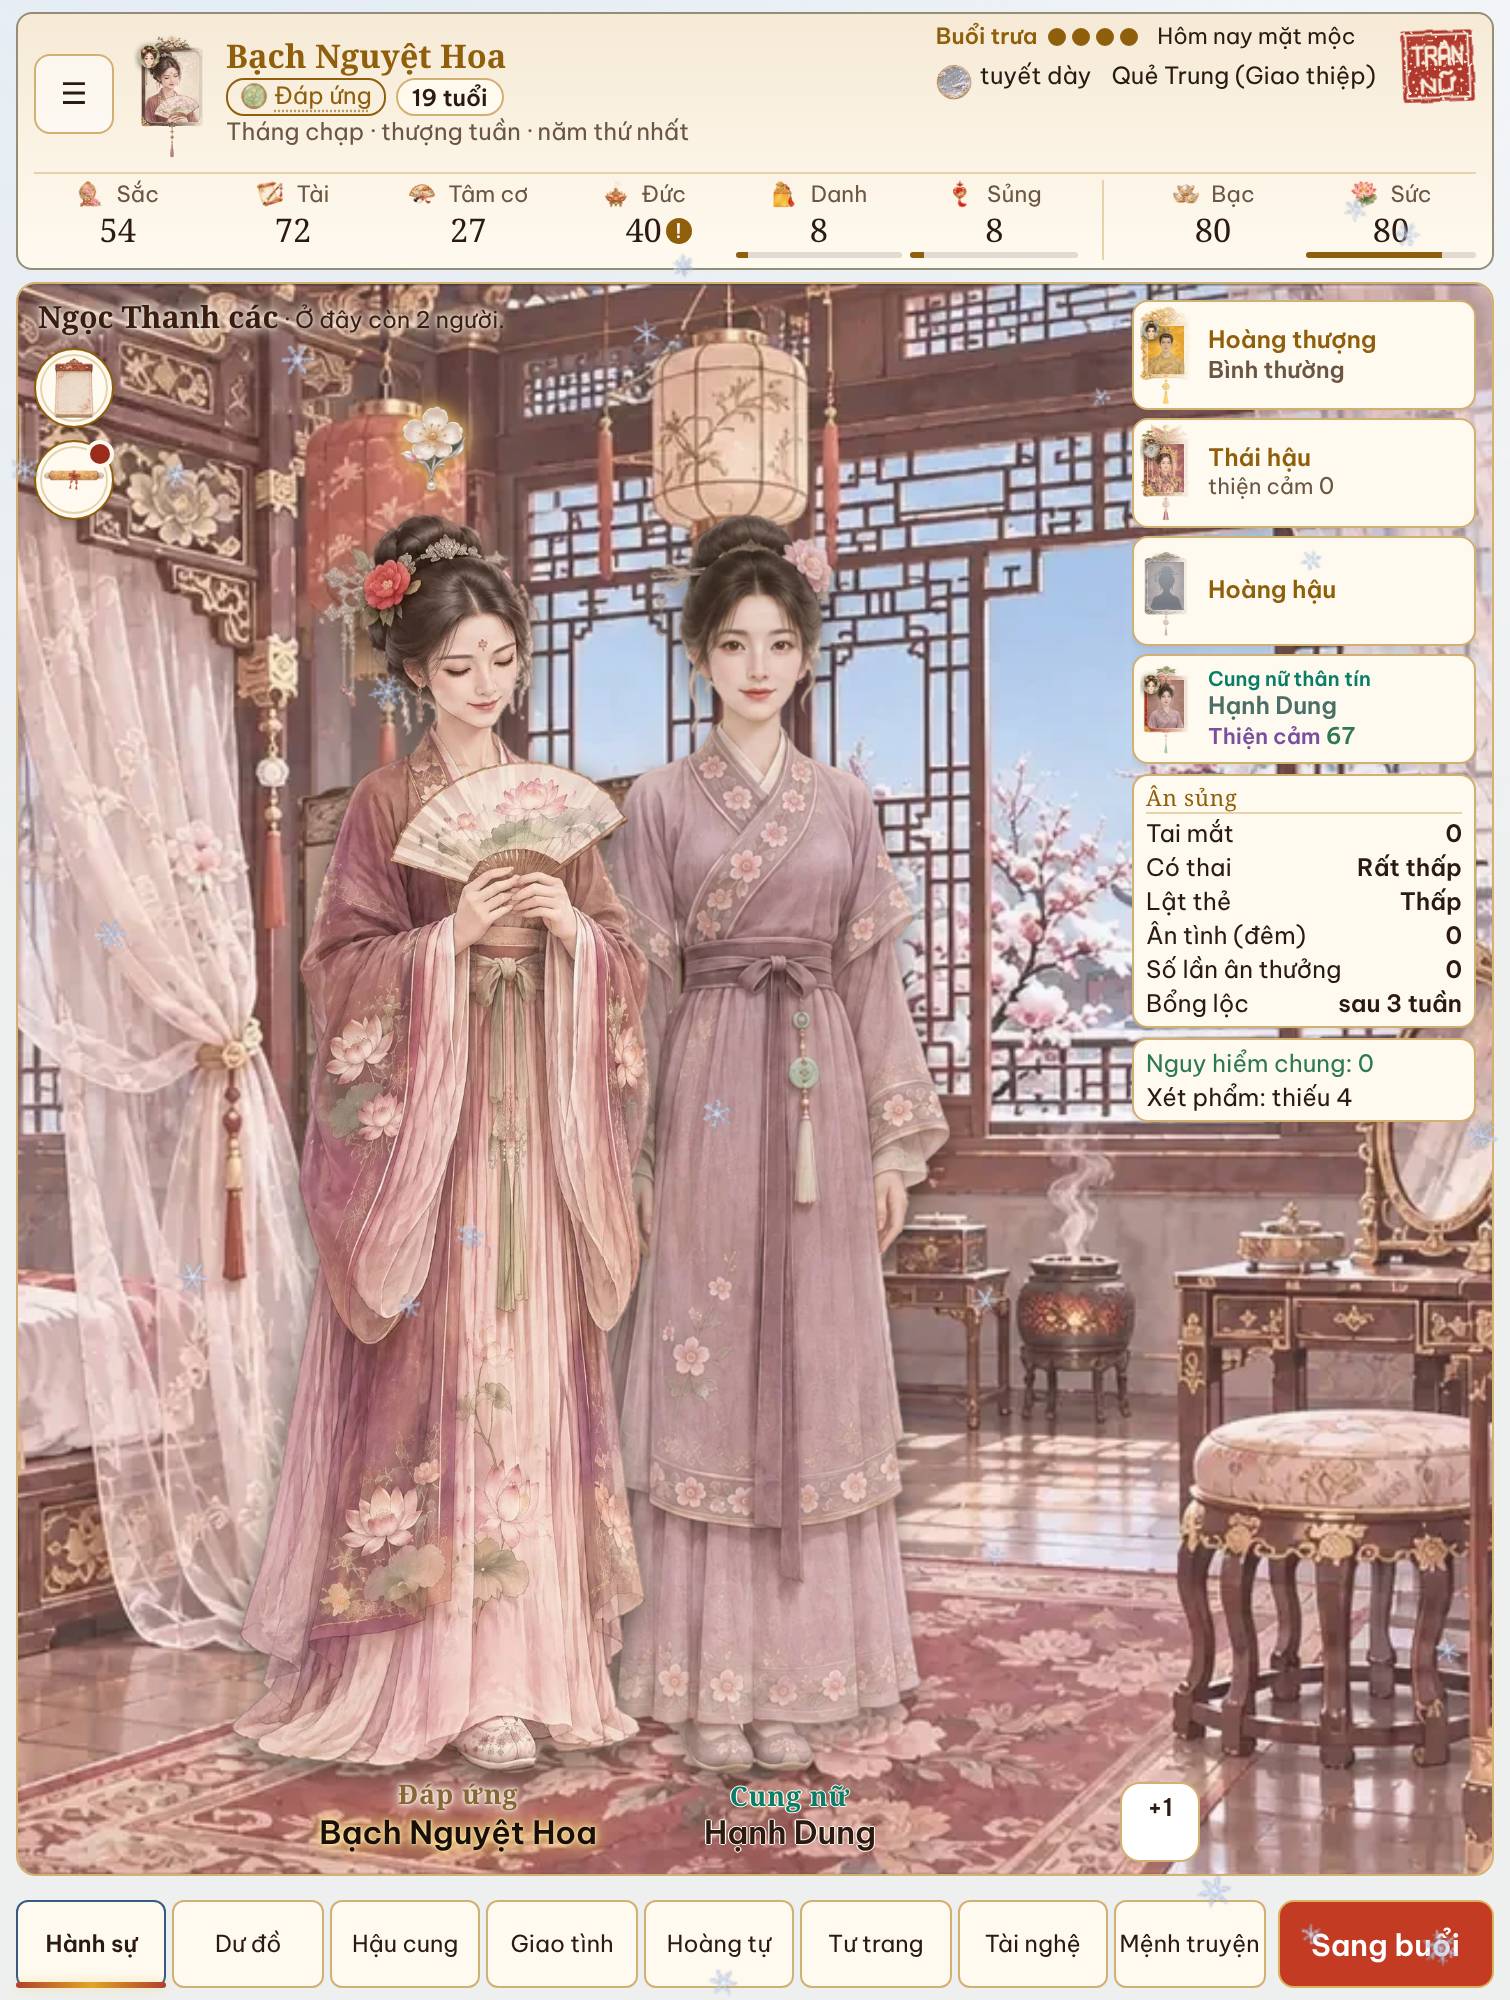 ☰
Bạch Nguyệt Hoa
Đáp ứng 19 tuổi
Tháng chạp · thượng tuần · năm thứ nhất
Buổi trưa Hôm nay mặt mộc
tuyết dày Quẻ Trung (Giao thiệp)
TRÂN
NỮ
Sắc
54
Tài
72
Tâm cơ
27
Đức
40 !
Danh
8
Sủng
8
Bạc
80
Sức
80
Ngọc Thanh các · Ở đây còn 2 người.
Hoàng thượng
Bình thường
Thái hậu
thiện cảm 0
Hoàng hậu
Cung nữ thân tín
Hạnh Dung
Thiện cảm 67
Ân sủng
Tai mắt 0
Có thai Rất thấp
Lật thẻ Thấp
Ân tình (đêm) 0
Số lần ân thưởng 0
Bổng lộc sau 3 tuần
Nguy hiểm chung: 0
Xét phẩm: thiếu 4
Đáp ứng
Bạch Nguyệt Hoa
Cung nữ
Hạnh Dung
+1
Hành sự
Dư đồ
Hậu cung
Giao tình
Hoàng tự
Tư trang
Tài nghệ
Mệnh truyện
Sang buổi